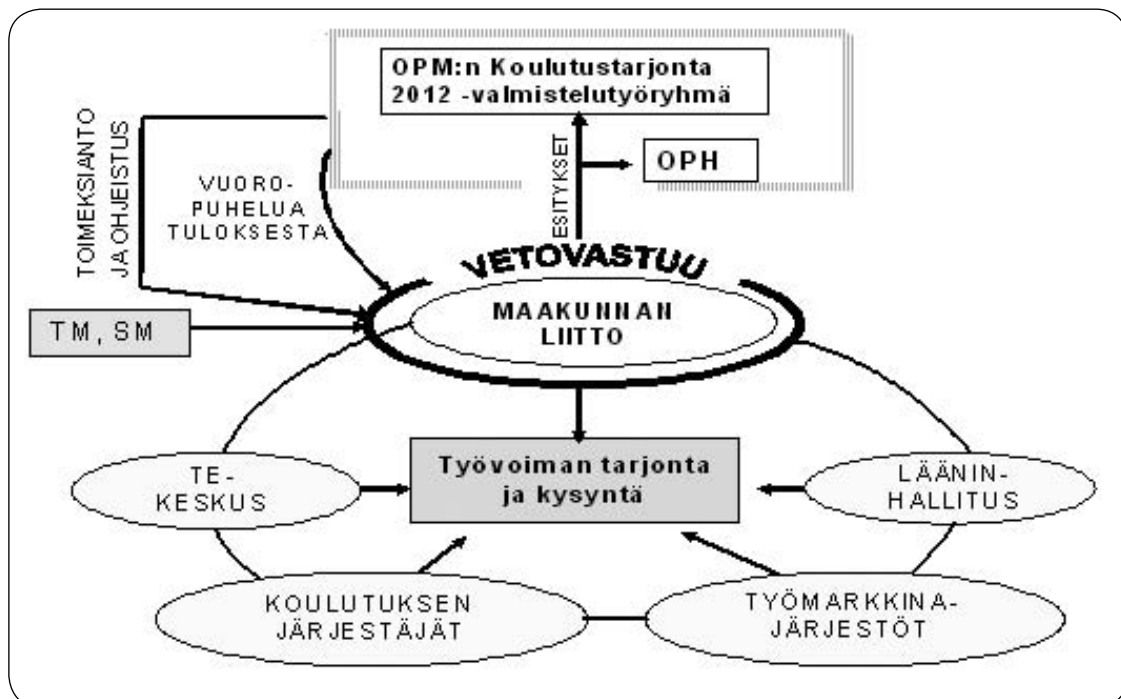 OPM:n Koulutustarjonta
2012 -valmistelutyöryhmä
OPH
ESITYKSET
TOIMEKSIANTO
JA OHJEISTUS
VUORO-
PUHELUA
TULOKSESTA
VETOVASTUU
MAAKUNNAN
LIITTO
TM, SM
TE-
KESKUS
Työvoiman tarjonta
ja kysyntä
LÄÄNIN-
HALLITUS
KOULUTUKSEN
JÄRJESTÄJÄT
TYÖMARKKINA-
JÄRJESTÖT